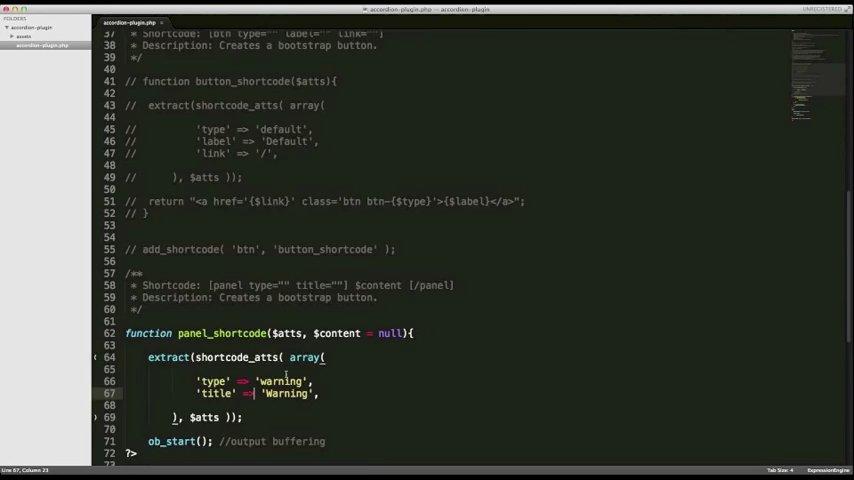 accordion-plugin.php — accordion-plugin
UNREGISTERED
FOLDERS
accordion-plugin
assets
accordion-plugin.php
accordion-plugin.php ×
37 * Shortcode: [btn type="" label="" link=""]
38 * Description: Creates a bootstrap button.
39 */
40
41 // function button_shortcode($atts){
42
43 // extract(shortcode_atts( array(
44
45 // 'type' => 'default',
46 // 'label' => 'Default',
47 // 'link' => '/',
48
49 // ), $atts ));
50
51 // return "<a href='{$link}' class='btn btn-{$type}'>{$label}</a>";
52 // }
53
54
55 // add_shortcode( 'btn', 'button_shortcode' );
56
57 /**
58 * Shortcode: [panel type="" title=""] $content [/panel]
59 * Description: Creates a bootstrap button.
60 */
61
62 function panel_shortcode($atts, $content = null){
63
64 extract(shortcode_atts( array(
65
66 'type' => 'warning',
67 'title' => 'Warning',
68
69 ), $atts ));
70
71 ob_start(); //output buffering
72 ?>
73
Line 67, Column 23
Tab Size: 4
ExpressionEngine